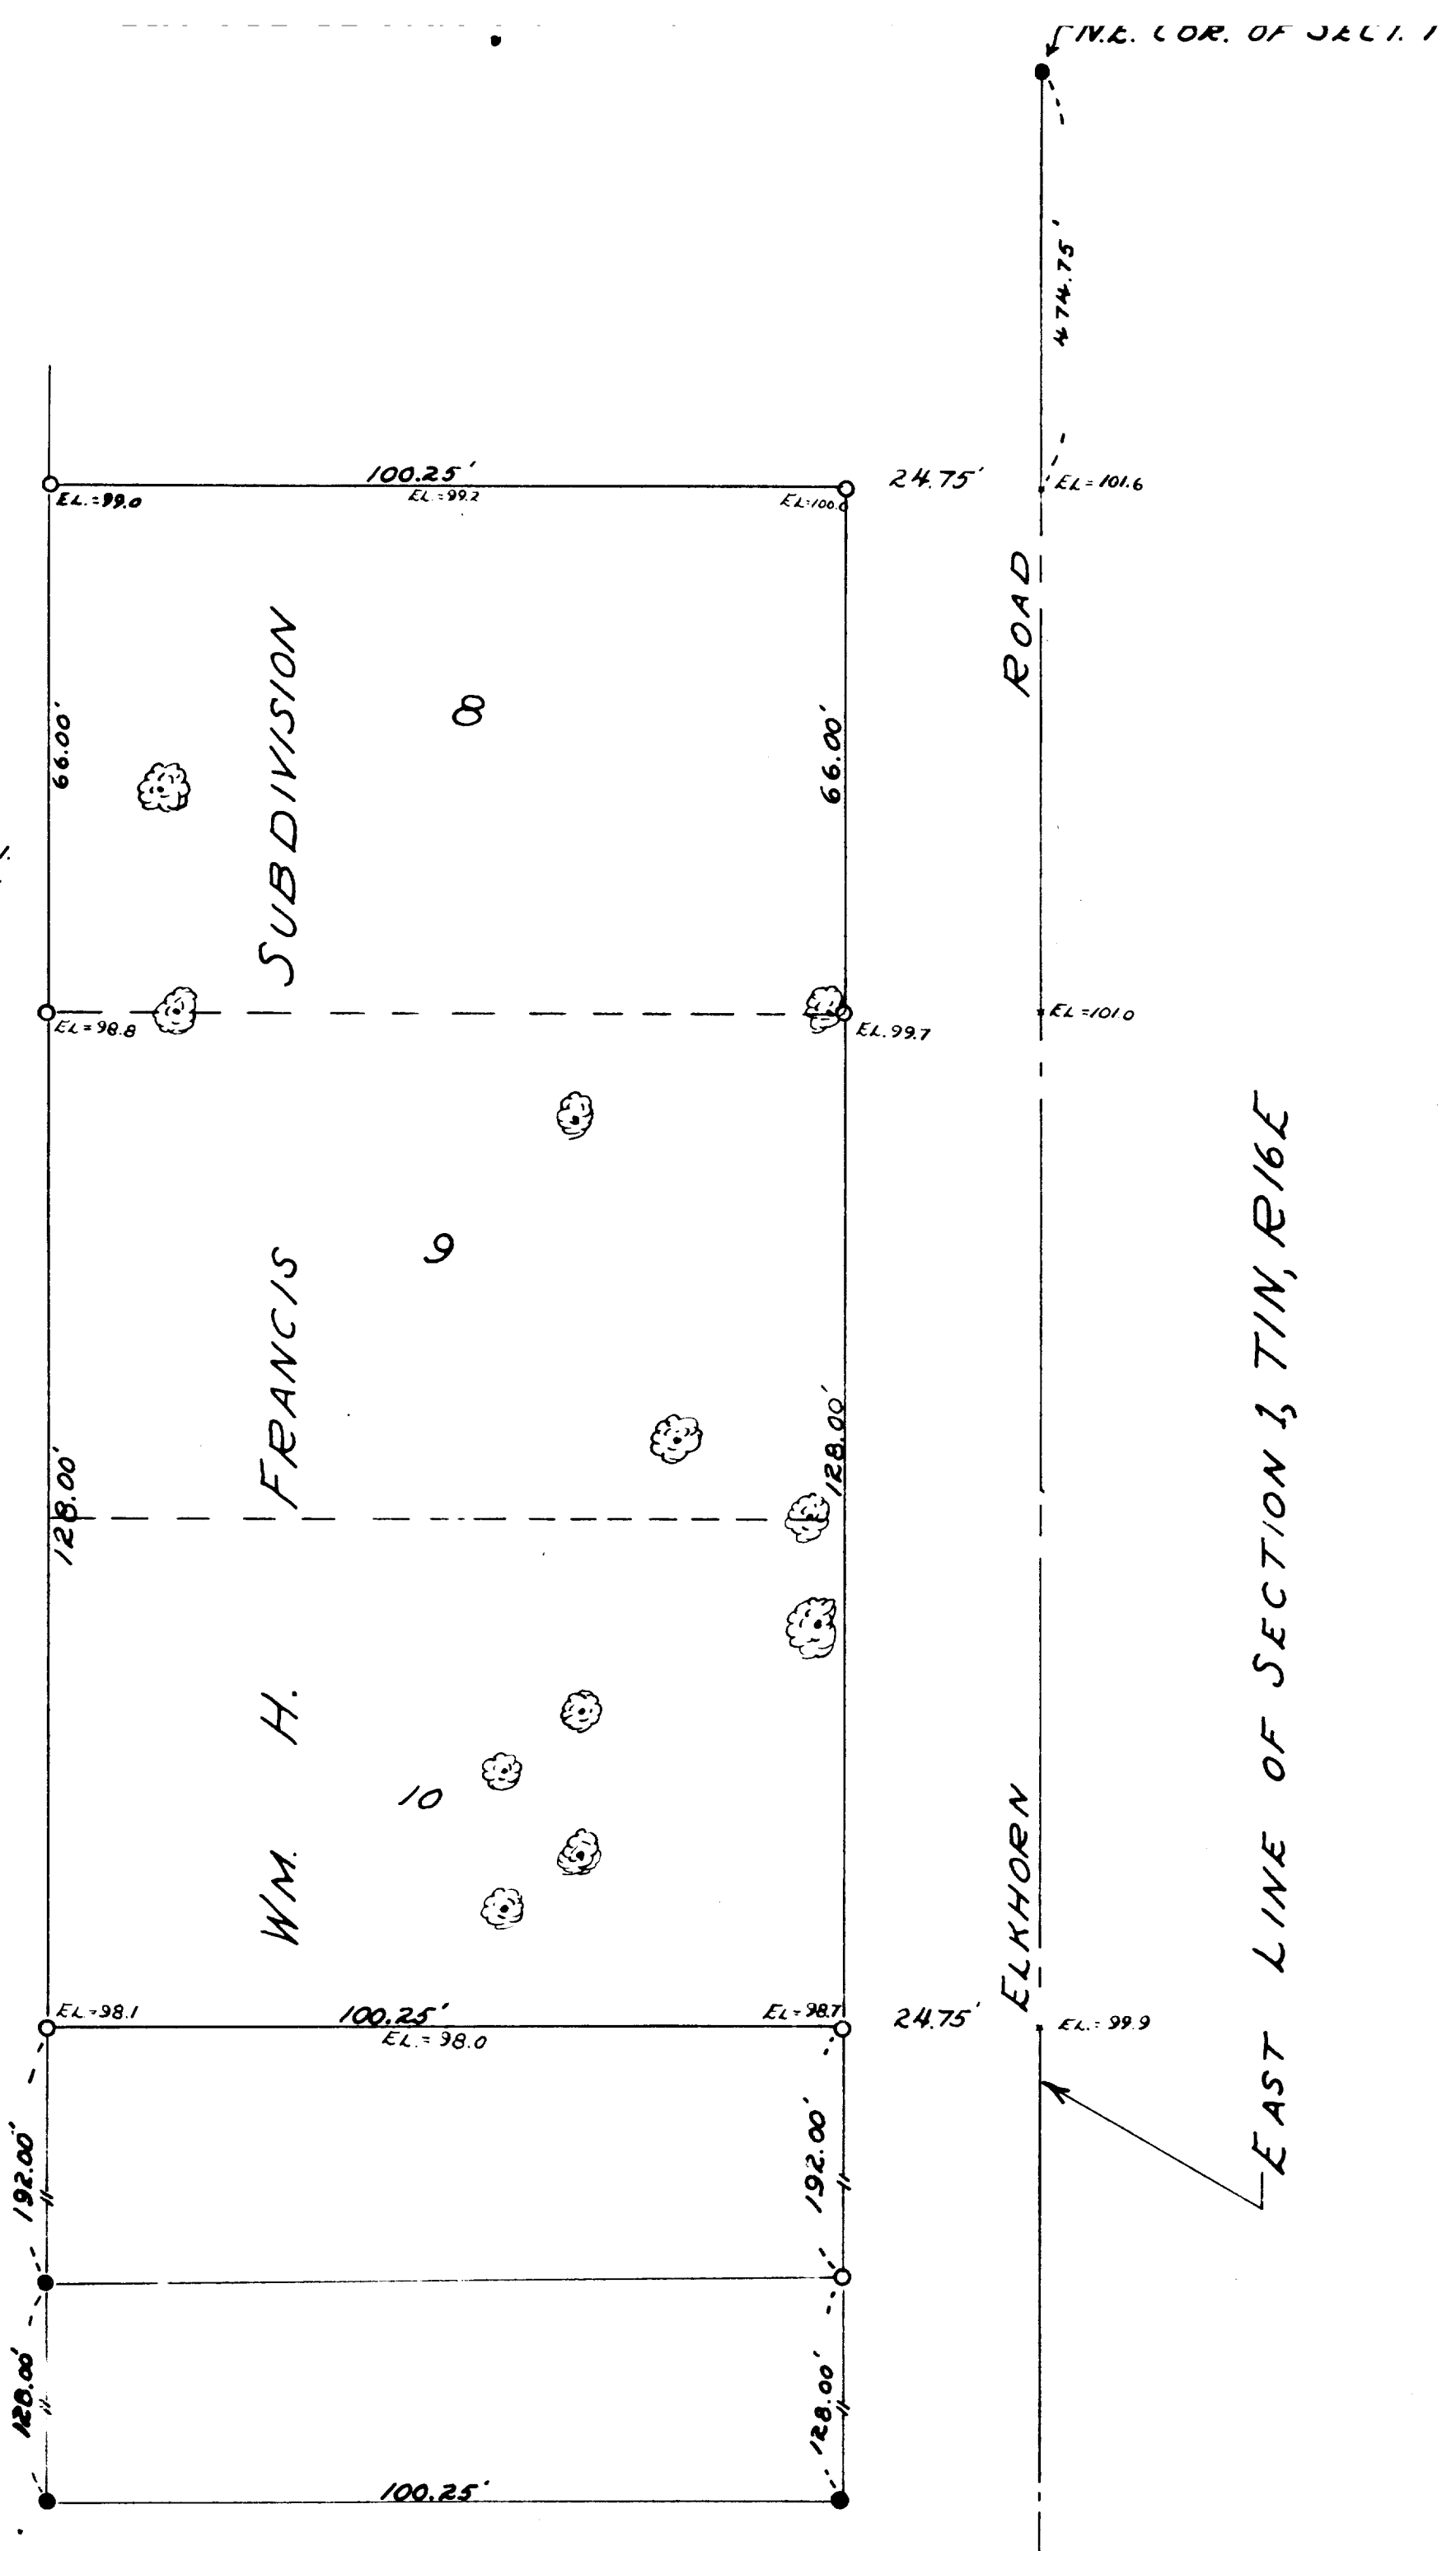 N.E. COR. OF SECT. 1
474.75'
100.25'
24.75'
EL.=99.0
EL.=99.2
EL=101.6
ROAD
SUBDIVISION
8
66.00'
66.00'
EL=98.8
EL.99.7
EL=101.0
9
FRANCIS
128.00'
128.00'
EAST LINE OF SECTION 1, T1N, R16E
H.
10
WM.
ELKHORN
EL=98.1
100.25'
EL=98.7
24.75'
EL.=98.0
EL.=99.9
192.00'
192.00'
128.00'
128.00'
100.25'